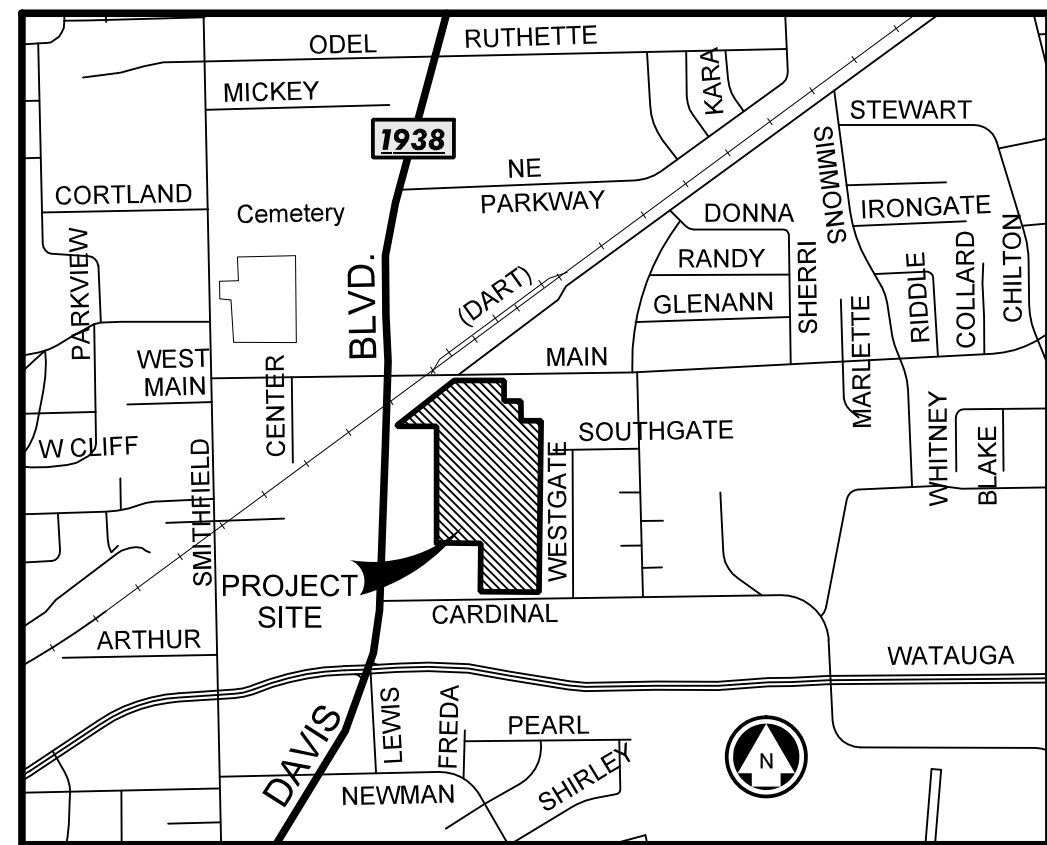 ODEL
RUTHETTE
MICKEY
KARA
1938
STEWART
NE
PARKWAY
CORTLAND
Cemetery
SIMMONS
DONNA
IRONGATE
PARKVIEW
BLVD.
(DART)
RANDY
GLENANN
SHERRI
RIDDLE
COLLARD
CHILTON
MARLETTE
WEST
MAIN
MAIN
CENTER
W CLIFF
SOUTHGATE
WHITNEY
BLAKE
SMITHFIELD
WESTGATE
PROJECT
SITE
CARDINAL
ARTHUR
WATAUGA
DAVIS
LEWIS
FREDA
PEARL
SHIRLEY
NEWMAN
N